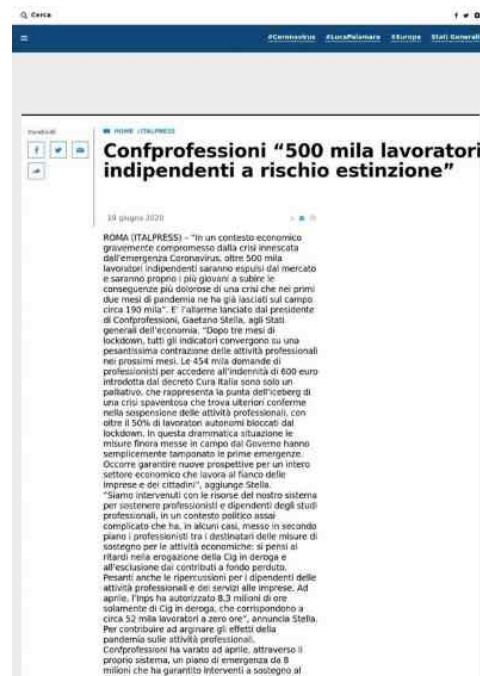 Cerca
#Coronavirus #LucaPalamara #Europa Stati Generali
Condividi
HOME / ITALPRESS
Confprofessioni “500 mila lavoratori
indipendenti a rischio estinzione”
19 giugno 2020
ROMA (ITALPRESS) – “In un contesto economico
gravemente compromesso dalla crisi innescata
dall'emergenza Coronavirus, oltre 500 mila
lavoratori indipendenti saranno espulsi dal mercato
e saranno proprio i più giovani a subire le
conseguenze più dolorose di una crisi che nei primi
due mesi di pandemia ne ha già lasciati sul campo
circa 190 mila”. E' l'allarme lanciato dal presidente
di Confprofessioni, Gaetano Stella, agli Stati
generali dell'economia. “Dopo tre mesi di
lockdown, tutti gli indicatori convergono su una
pesantissima contrazione delle attività professionali
nei prossimi mesi. Le 454 mila domande di
professionisti per accedere all'indennità di 600 euro
introdotta dal decreto Cura Italia sono solo un
palliativo, che rappresenta la punta dell'iceberg di
una crisi spaventosa che trova ulteriori conferme
nella sospensione delle attività professionali, con
oltre il 50% di lavoratori autonomi bloccati dal
lockdown. In questa drammatica situazione le
misure finora messe in campo dal Governo hanno
semplicemente tamponato le prime emergenze.
Occorre garantire nuove prospettive per un intero
settore economico che lavora al fianco delle
imprese e dei cittadini”, aggiunge Stella.
“Siamo intervenuti con le risorse del nostro sistema
per sostenere professionisti e dipendenti degli studi
professionali, in un contesto politico assai
complicato che ha, in alcuni casi, messo in secondo
piano i professionisti tra i destinatari delle misure di
sostegno per le attività economiche: si pensi ai
ritardi nella erogazione della Cig in deroga e
all'esclusione dai contributi a fondo perduto.
Pesanti anche le ripercussioni per i dipendenti delle
attività professionali e dei servizi alle imprese. Ad
aprile, l'Inps ha autorizzato 8,3 milioni di ore
solamente di Cig in deroga, che corrispondono a
circa 52 mila lavoratori a zero ore”, annuncia Stella.
Per contribuire ad arginare gli effetti della
pandemia sulle attività professionali,
Confprofessioni ha varato ad aprile, attraverso il
proprio sistema, un piano di emergenza da 8
milioni che ha garantito interventi a sostegno al